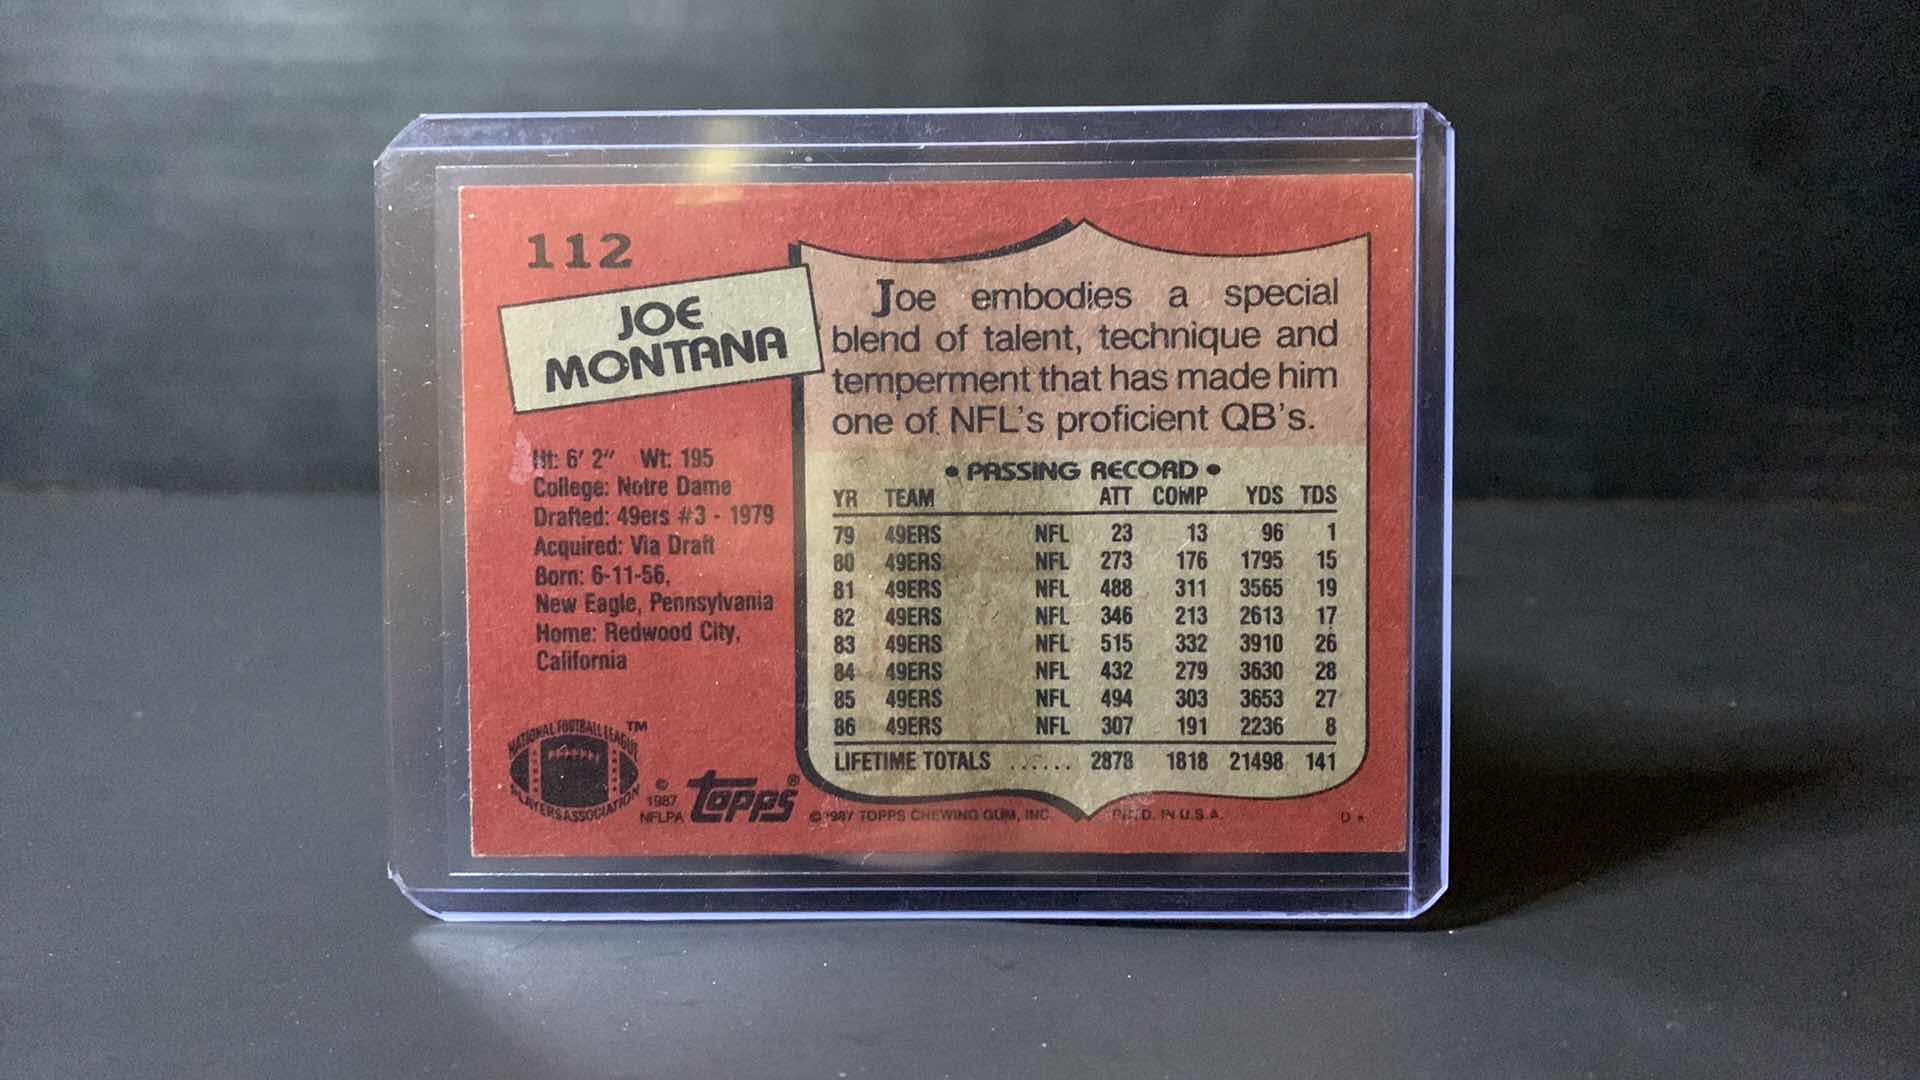 112
JOE
MONTANA
Ht: 6' 2" Wt: 195
College: Notre Dame
Drafted: 49ers #3 - 1979
Acquired: Via Draft
Born: 6-11-56,
New Eagle, Pennsylvania
Home: Redwood City,
California
NATIONAL FOOTBALL LEAGUE ™
PLAYERS ASSOCIATION
©
1987
NFLPA
topps®
Joe embodies a special
blend of talent, technique and
temperment that has made him
one of NFL's proficient QB's.
• PASSING RECORD •
YR TEAM ATT COMP YDS TDS
79 49ERS NFL 23 13 96 1
80 49ERS NFL 273 176 1795 15
81 49ERS NFL 488 311 3565 19
82 49ERS NFL 346 213 2613 17
83 49ERS NFL 515 332 3910 26
84 49ERS NFL 432 279 3630 28
85 49ERS NFL 494 303 3653 27
86 49ERS NFL 307 191 2236 8
LIFETIME TOTALS ...... 2878 1818 21498 141
© 1987 TOPPS CHEWING GUM, INC. PRTD. IN U.S.A. D*